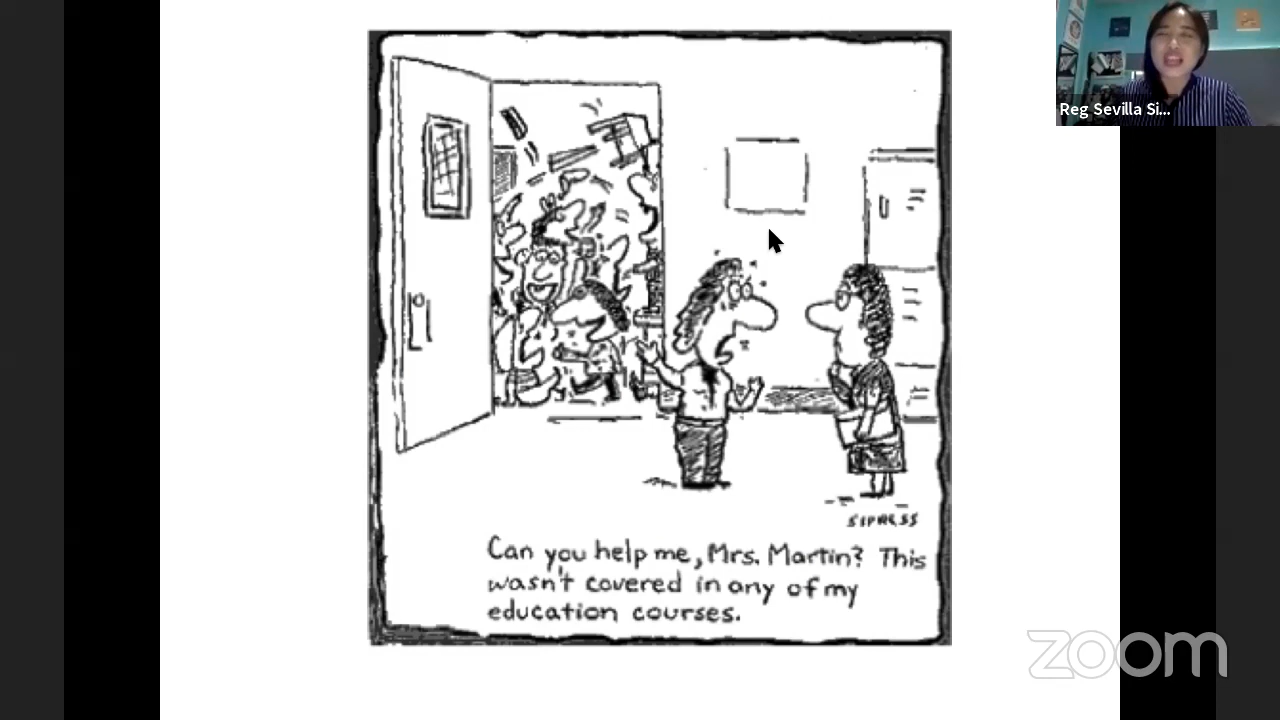 Reg Sevilla Si...
SIPRESS
Can you help me, Mrs. Martin? This
wasn't covered in any of my
education courses.
zoom